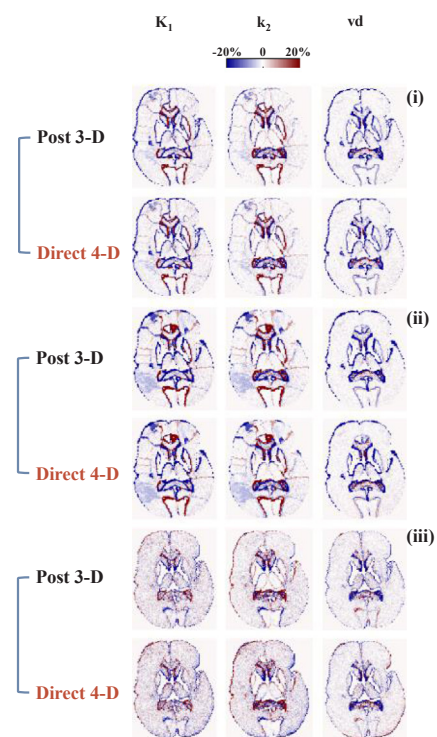 K1 k2 vd
-20% 0 20%
(i)
Post 3-D
Direct 4-D
(ii)
Post 3-D
Direct 4-D
(iii)
Post 3-D
Direct 4-D